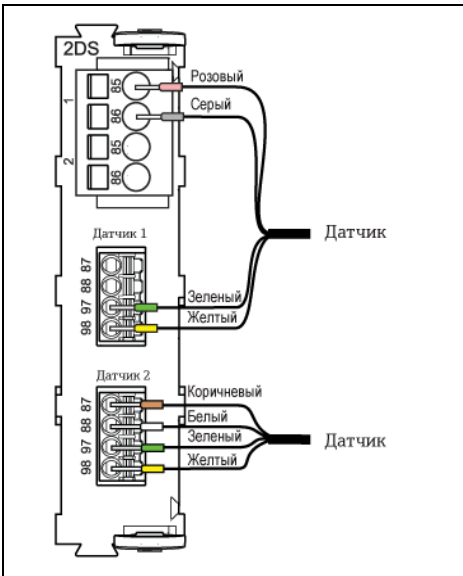 2DS
Розовый
85
1
Серый
86
85
2
86
Датчик
Датчик 1
87
88
Зеленый
97
Желтый
98
Датчик 2
Коричневый
87
Белый
88
Зеленый
97
Датчик
Желтый
98